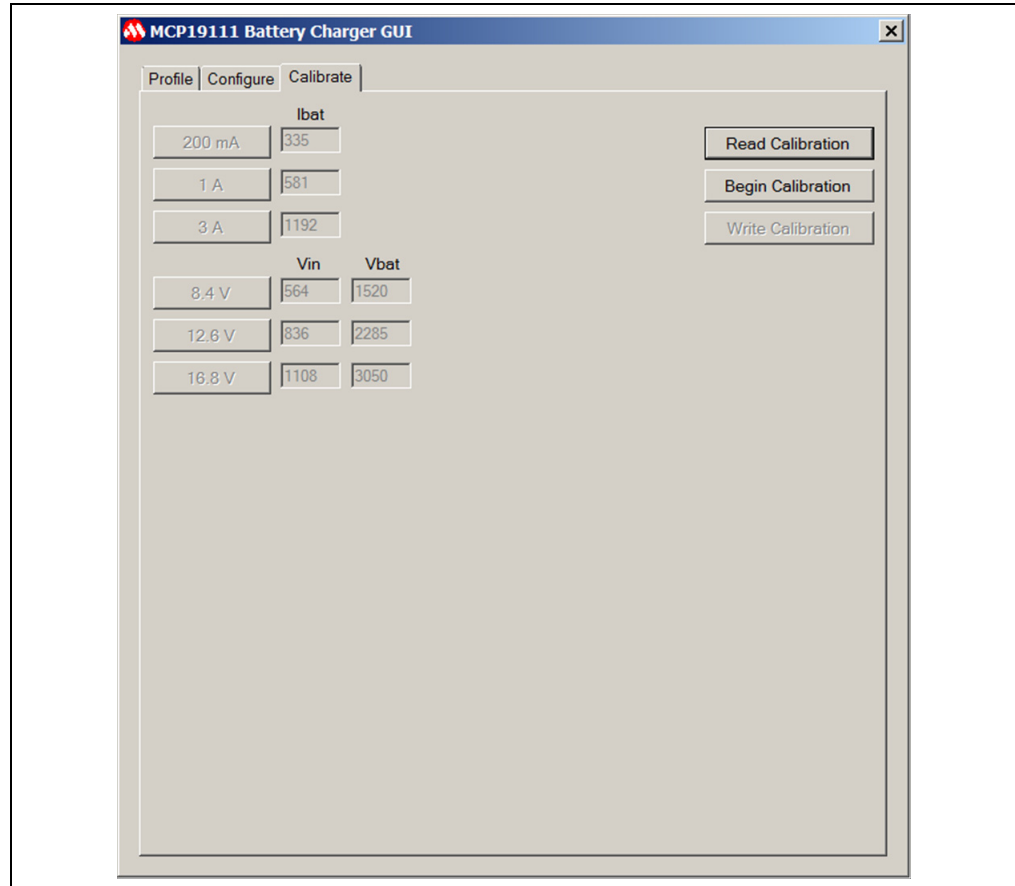 MCP19111 Battery Charger GUI
Profile Configure Calibrate
Ibat
200 mA 335 Read Calibration
1 A 581 Begin Calibration
3 A 1192 Write Calibration
Vin Vbat
8.4 V 564 1520
12.6 V 836 2285
16.8 V 1108 3050